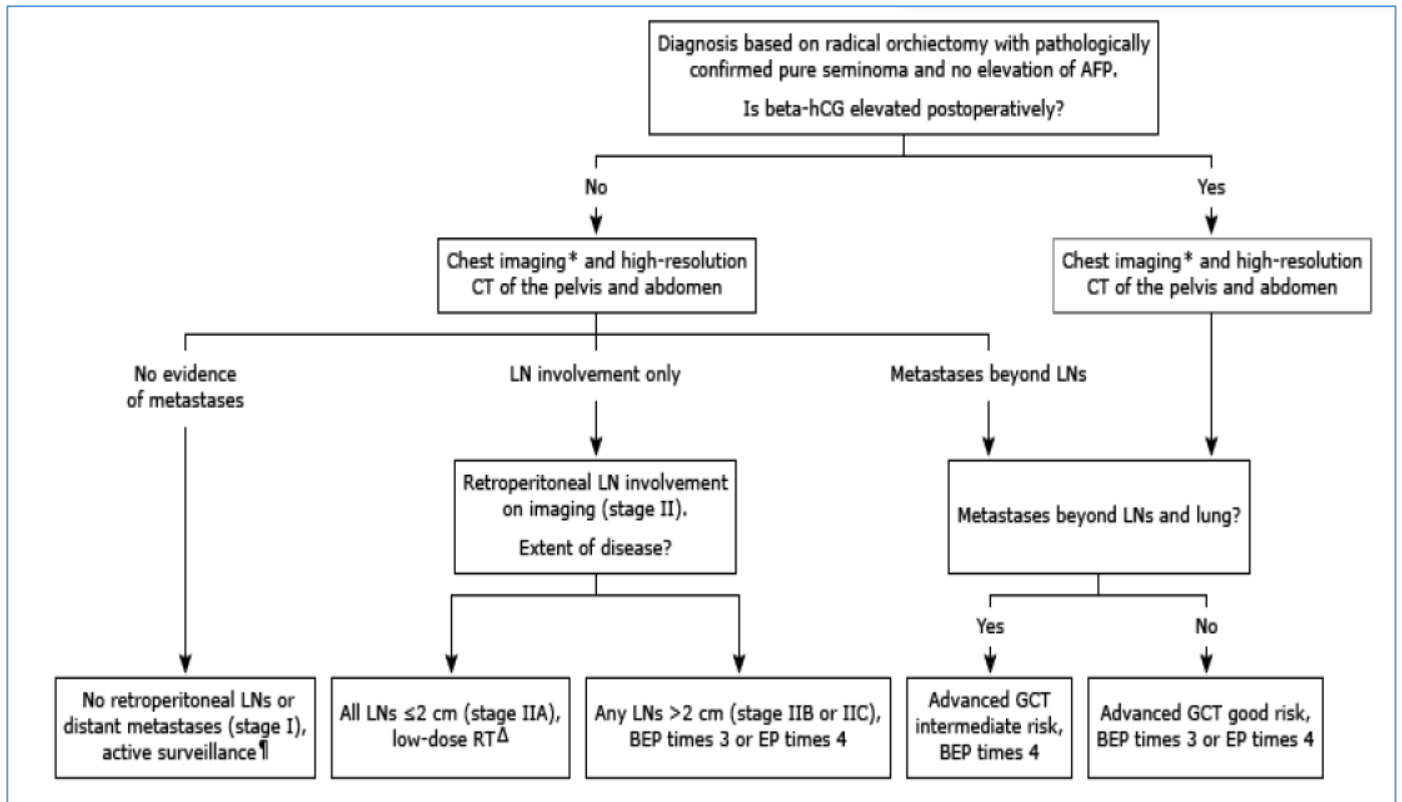 Diagnosis based on radical orchiectomy with pathologically
confirmed pure seminoma and no elevation of AFP.
Is beta-hCG elevated postoperatively?
No
Yes
Chest imaging* and high-resolution
CT of the pelvis and abdomen
Chest imaging* and high-resolution
CT of the pelvis and abdomen
No evidence
of metastases
LN involvement only
Metastases beyond LNs
Retroperitoneal LN involvement
on imaging (stage II).
Extent of disease?
Metastases beyond LNs and lung?
Yes
No
No retroperitoneal LNs or
distant metastases (stage I),
active surveillance¶
All LNs ≤2 cm (stage IIA),
low-dose RTΔ
Any LNs >2 cm (stage IIB or IIC),
BEP times 3 or EP times 4
Advanced GCT
intermediate risk,
BEP times 4
Advanced GCT good risk,
BEP times 3 or EP times 4